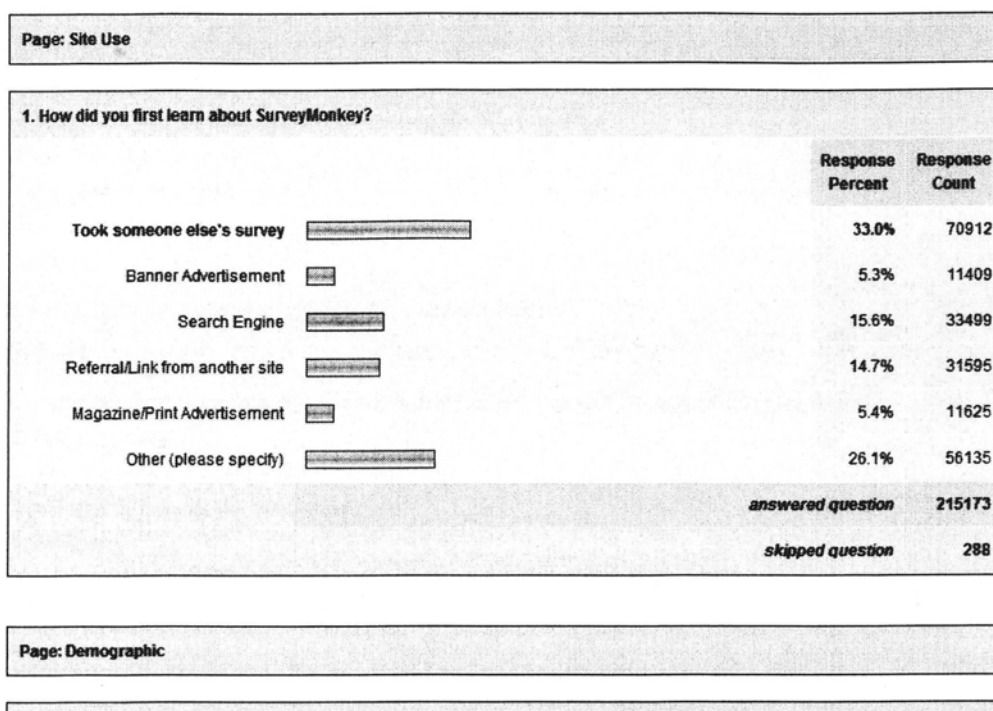 Page: Site Use
1. How did you first learn about SurveyMonkey?
Response Percent Response Count
Took someone else's survey 33.0% 70912
Banner Advertisement 5.3% 11409
Search Engine 15.6% 33499
Referral/Link from another site 14.7% 31595
Magazine/Print Advertisement 5.4% 11625
Other (please specify) 26.1% 56135
answered question 215173
skipped question 288
Page: Demographic